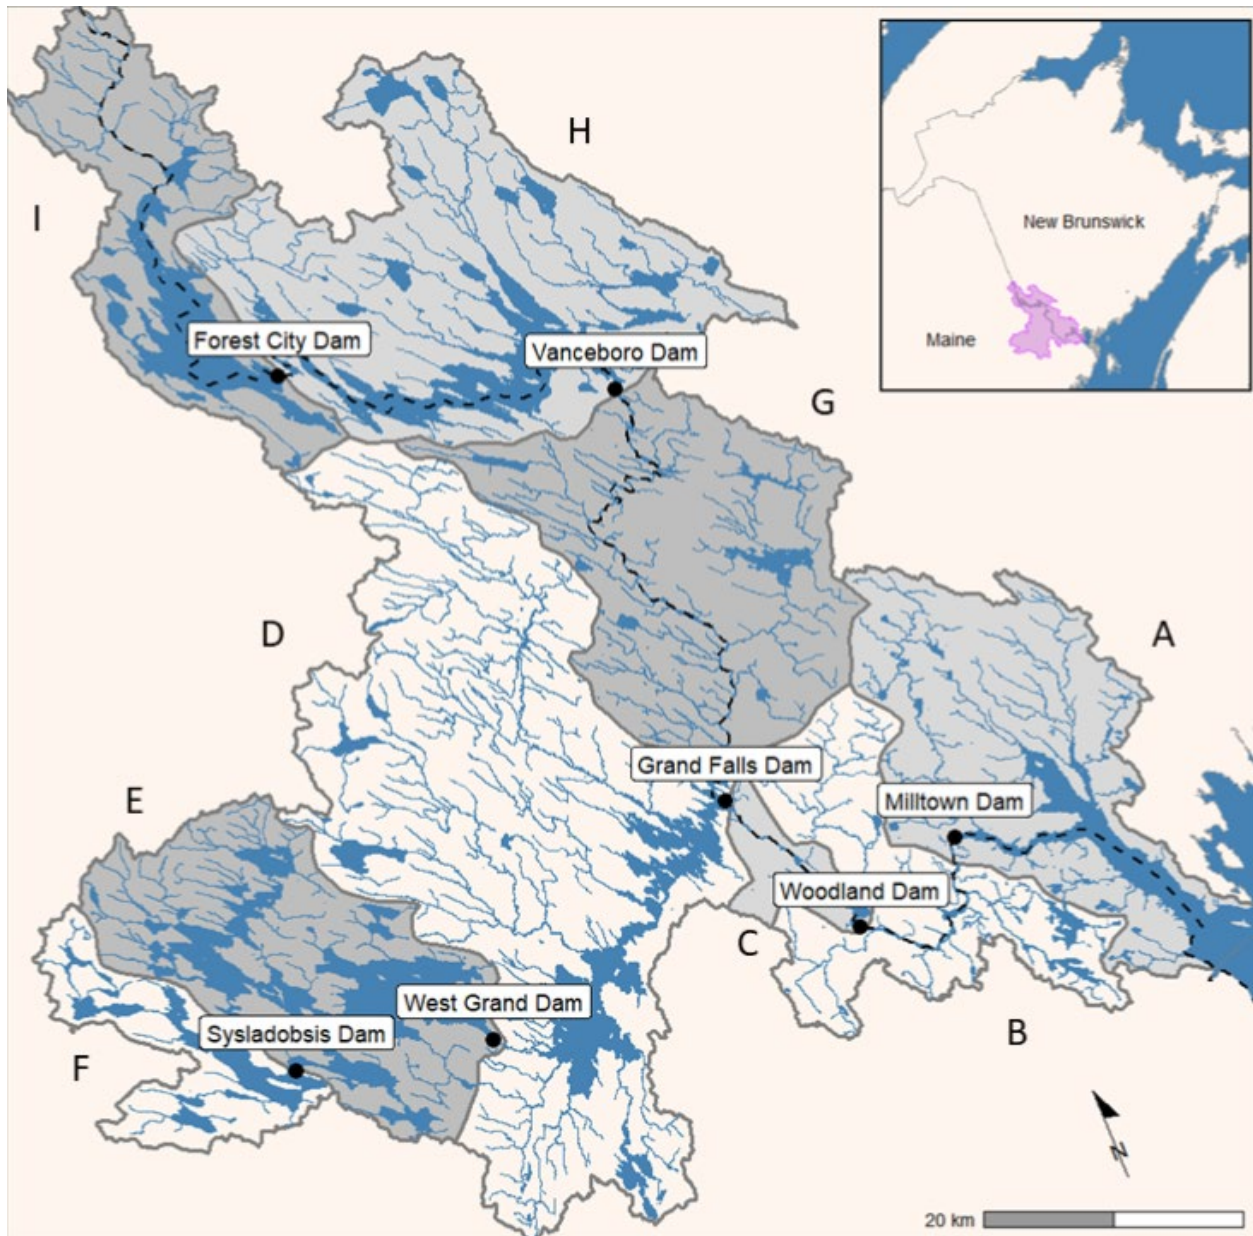 H
New Brunswick
I
Maine
Forest City Dam
Vanceboro Dam
G
D
A
Grand Falls Dam
E
Milltown Dam
Woodland Dam
C
West Grand Dam
Sysladobsis Dam
B
F
N
20 km